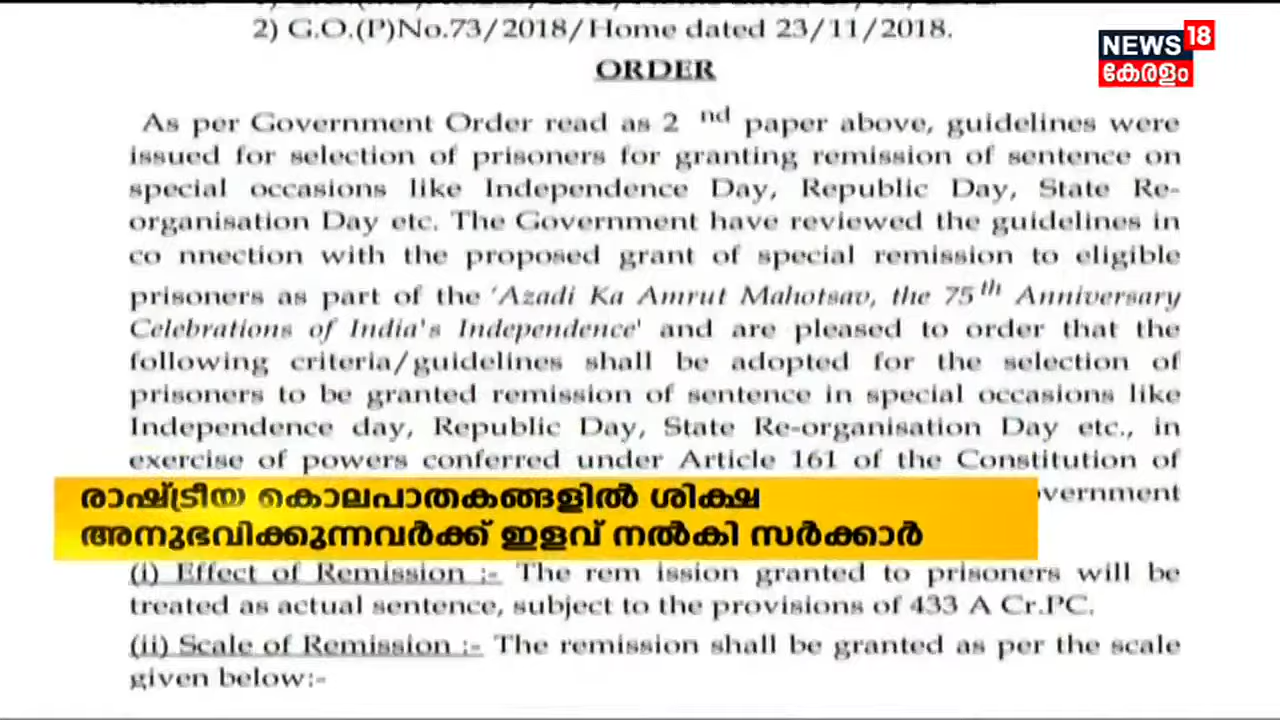 2) G.O.(P)No.73/2018/Home dated 23/11/2018.
NEWS 18
കേരളം
ORDER
As per Government Order read as 2 nd paper above, guidelines were
issued for selection of prisoners for granting remission of sentence on
special occasions like Independence Day, Republic Day, State Re-
organisation Day etc. The Government have reviewed the guidelines in
co nnection with the proposed grant of special remission to eligible
prisoners as part of the 'Azadi Ka Amrut Mahotsav, the 75th Anniversary
Celebrations of India's Independence' and are pleased to order that the
following criteria/guidelines shall be adopted for the selection of
prisoners to be granted remission of sentence in special occasions like
Independence day, Republic Day, State Re-organisation Day etc., in
exercise of powers conferred under Article 161 of the Constitution of
രാഷ്ട്രീയ കൊലപാതകങ്ങളിൽ ശിക്ഷ
അനുഭവിക്കുന്നവർക്ക് ഇളവ് നൽകി സർക്കാർ
(i) Effect of Remission :- The rem ission granted to prisoners will be
treated as actual sentence, subject to the provisions of 433 A Cr.PC.
(ii) Scale of Remission :- The remission shall be granted as per the scale
given below:-